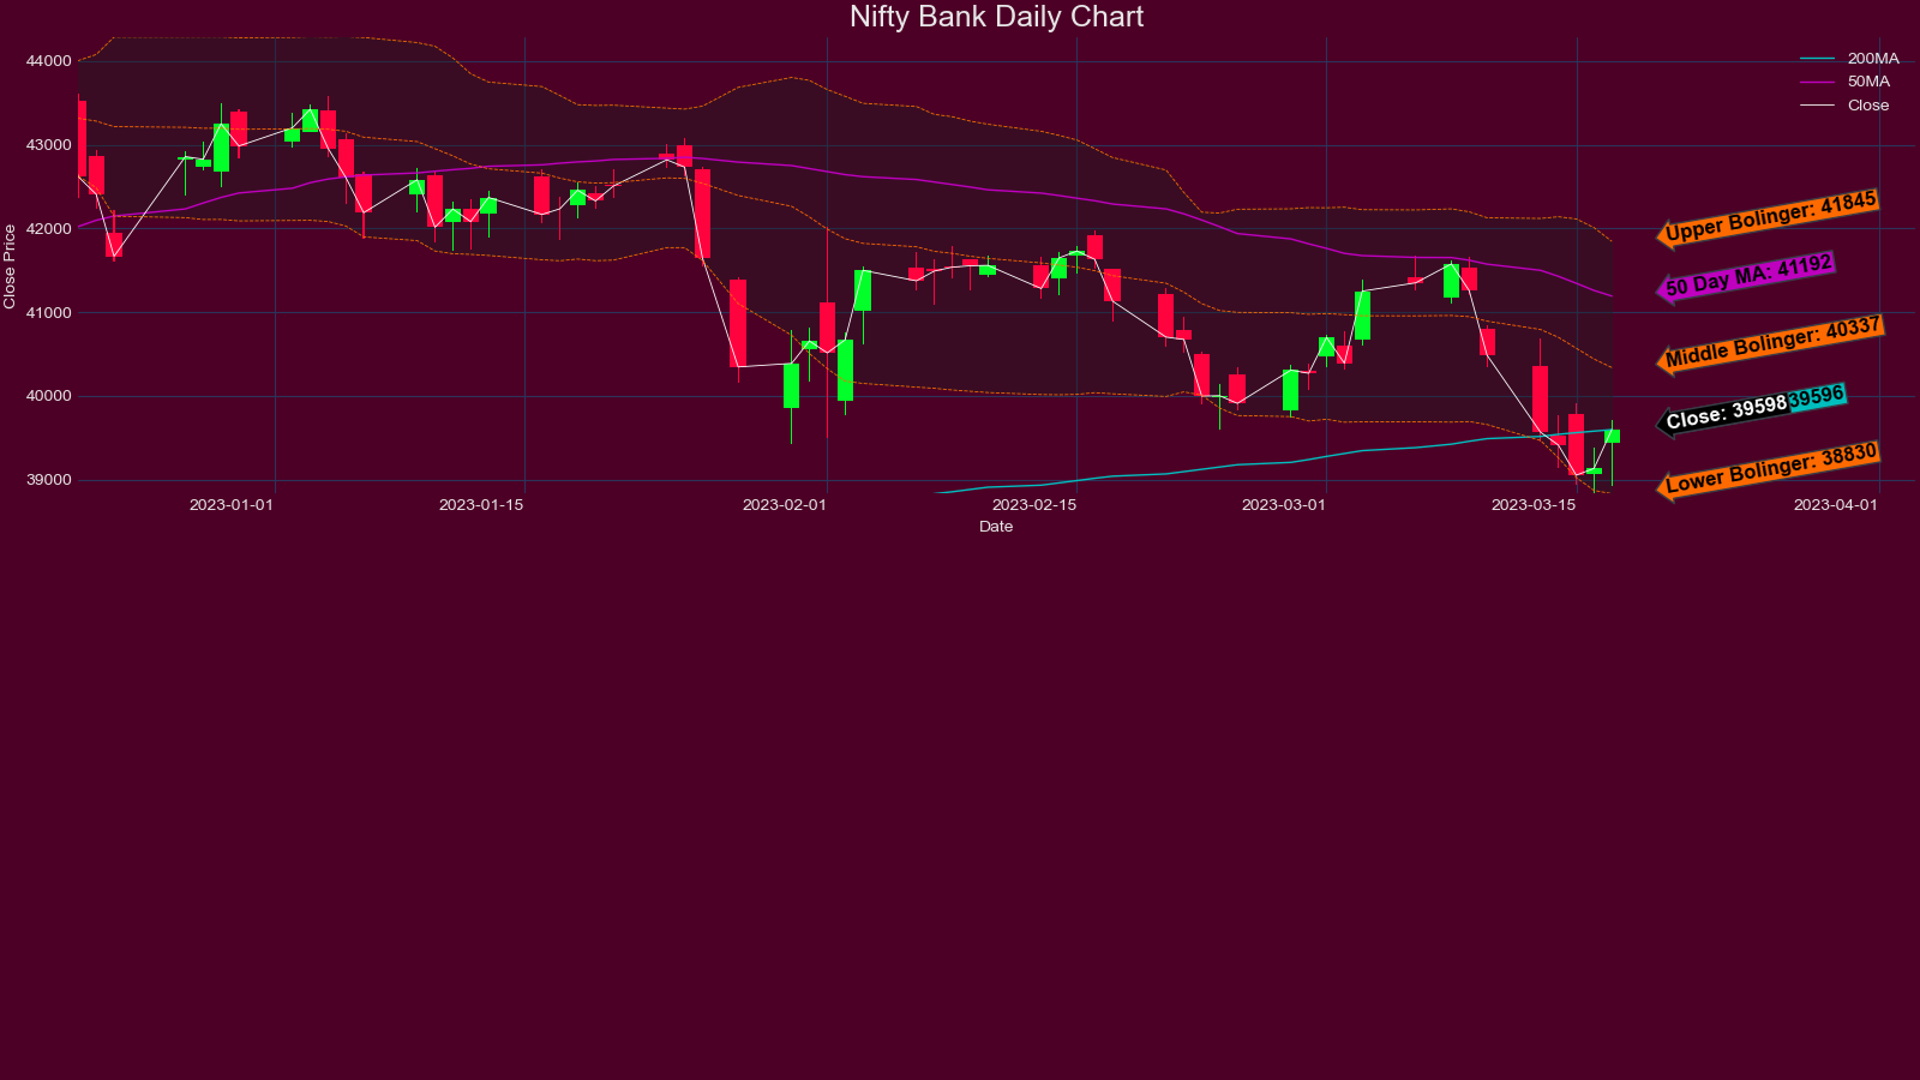 Nifty Bank Daily Chart
44000
43000
42000
41000
40000
39000
Close Price
200MA
50MA
Close
Upper Bolinger: 41845
50 Day MA: 41192
Middle Bolinger: 40337
Close: 39598
39596
Lower Bolinger: 38830
2023-01-01
2023-01-15
2023-02-01
2023-02-15
2023-03-01
2023-03-15
2023-04-01
Date